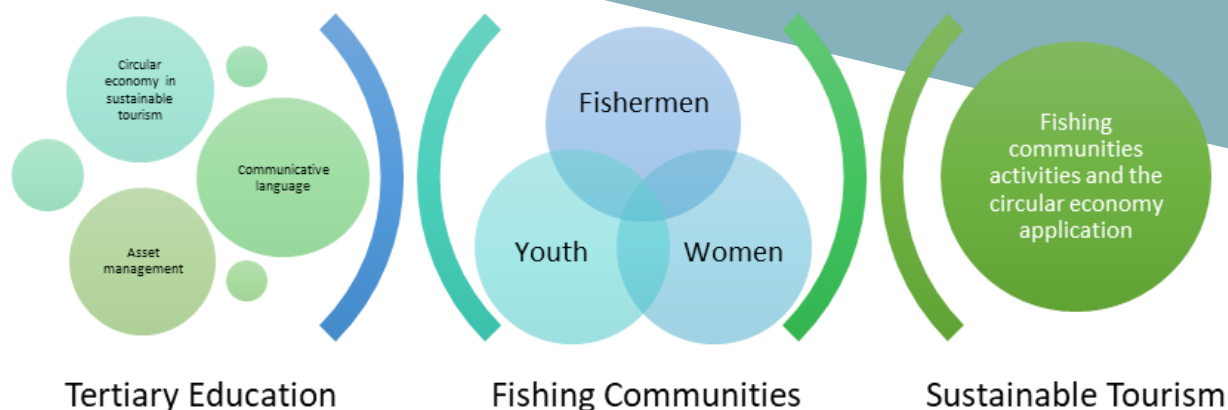 Circular
economy in
sustainable
tourism
Communicative
language
Asset
management
Tertiary Education
Fishermen
Youth
Women
Fishing Communities
Fishing
communities
activities and the
circular economy
application
Sustainable Tourism